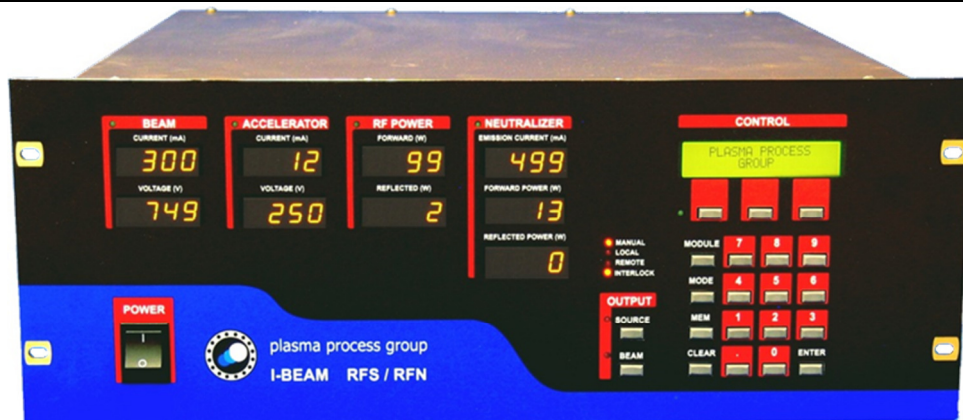 BEAM
CURRENT (mA)
300
VOLTAGE (V)
749
ACCELERATOR
CURRENT (mA)
12
VOLTAGE (V)
250
RF POWER
FORWARD (W)
99
REFLECTED (W)
2
NEUTRALIZER
EMISSION CURRENT (mA)
499
FORWARD POWER (W)
13
REFLECTED POWER (W)
0
CONTROL
PLASMA PROCESS
GROUP
MANUAL
LOCAL
REMOTE
INTERLOCK
MODULE 7 8 9
MODE 4 5 6
MEM 1 2 3
CLEAR . 0 ENTER
OUTPUT
SOURCE
BEAM
POWER
I
O
plasma process group
I-BEAM RFS / RFN